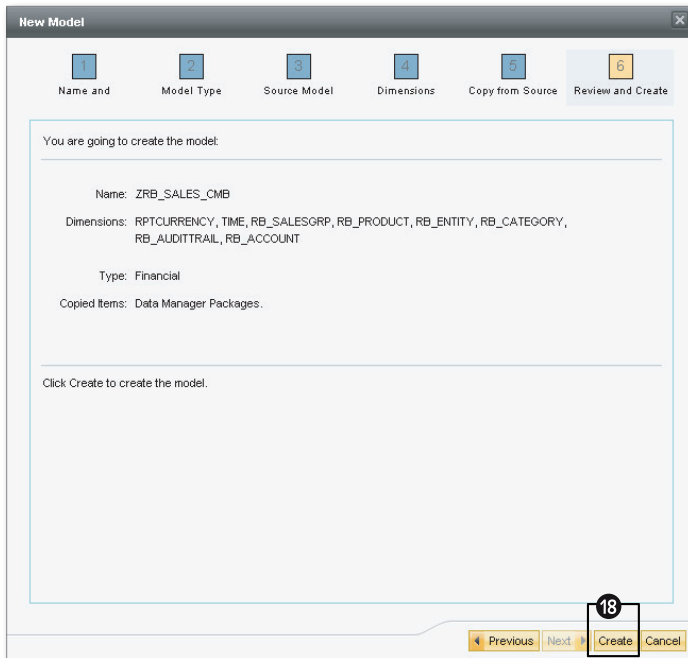 New Model
1 2 3 4 5 6
Name and Model Type Source Model Dimensions Copy from Source Review and Create
You are going to create the model:
Name: ZRB_SALES_CMB
Dimensions: RPTCURRENCY, TIME, RB_SALESGRP, RB_PRODUCT, RB_ENTITY, RB_CATEGORY,
RB_AUDITTRAIL, RB_ACCOUNT
Type: Financial
Copied Items: Data Manager Packages.
Click Create to create the model.
18
Previous Next Create Cancel